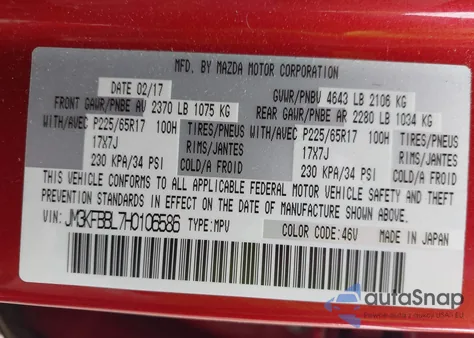 MFD. BY MAZDA MOTOR CORPORATION
DATE 02/17 GVWR/PNBV 4643 LB 2106 KG
FRONT GAWR/PNBE AV 2370 LB 1075 KG REAR GAWR/PNBE AR 2280 LB 1034 KG
WITH/AVEC P225/65R17 100H TIRES/PNEUS WITH/AVEC P225/65R17 100H TIRES/PNEUS
17X7J RIMS/JANTES 17X7J RIMS/JANTES
230 KPA/34 PSI COLD/A FROID 230 KPA/34 PSI COLD/A FROID
THIS VEHICLE CONFORMS TO ALL APPLICABLE FEDERAL MOTOR VEHICLE SAFETY AND THEFT
PREVENTION STANDARDS IN EFFECT ON THE DATE OF MANUFACTURE SHOWN ABOVE.
VIN: JM3KFBBL7H0106586 TYPE: MPV COLOR CODE: 46V MADE IN JAPAN
autoSnap